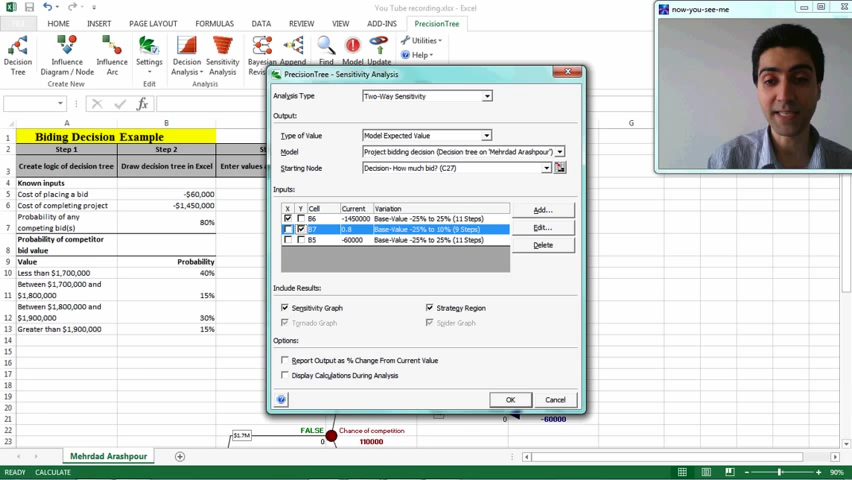 You Tube recording.xlsx - Excel
now-you-see-me
HOME INSERT PAGE LAYOUT FORMULAS DATA REVIEW VIEW ADD-INS PrecisionTree
Decision Tree
Influence Diagram / Node
Influence Arc
Settings
Decision Analysis
Sensitivity Analysis
Bayesian
Append
Find
Model
Update
Utilities
Help
Create New
Analysis
PrecisionTree - Sensitivity Analysis
Analysis Type Two-Way Sensitivity
Output:
Type of Value Model Expected Value
Model Project bidding decision (Decision tree on 'Mehrdad Arashpour')
Starting Node Decision- How much bid? (C27)
Inputs:
X Y Cell Current Variation
B6 -1450000 Base-Value -25% to 25% (11 Steps)
B7 0.8 Base-Value -25% to 10% (9 Steps)
B5 -60000 Base-Value -25% to 25% (11 Steps)
Add...
Edit...
Delete
Include Results:
Sensitivity Graph Strategy Region
Tornado Graph Spider Graph
Options:
Report Output as % Change From Current Value
Display Calculations During Analysis
OK Cancel
fx
A B G
1 Biding Decision Example
2 Step 1 Step 2
3 Create logic of decision tree Draw decision tree in Excel Enter values
4 Known inputs
5 Cost of placing a bid -$60,000
6 Cost of completing project -$1,450,000
Probability of any
7 competing bid(s) 80%
Probability of competitor
8 bid value
9 Value Probability
10 Less than $1,700,000 40%
Between $1,700,000 and
11 $1,800,000 15%
Between $1,800,000 and
12 $1,900,000 30%
13 Greater than $1,900,000 15%
14
15
16
17
18
19
20
21 0 -60000
22 FALSE Chance of competition
$1.7M
23 0 110000
Mehrdad Arashpour
READY CALCULATE 90%